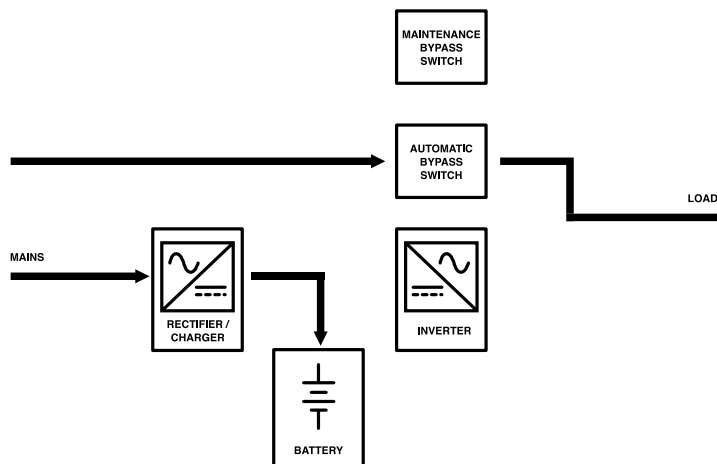 MAINTENANCE
BYPASS
SWITCH
AUTOMATIC
BYPASS
SWITCH
LOAD
MAINS
RECTIFIER /
CHARGER
INVERTER
BATTERY